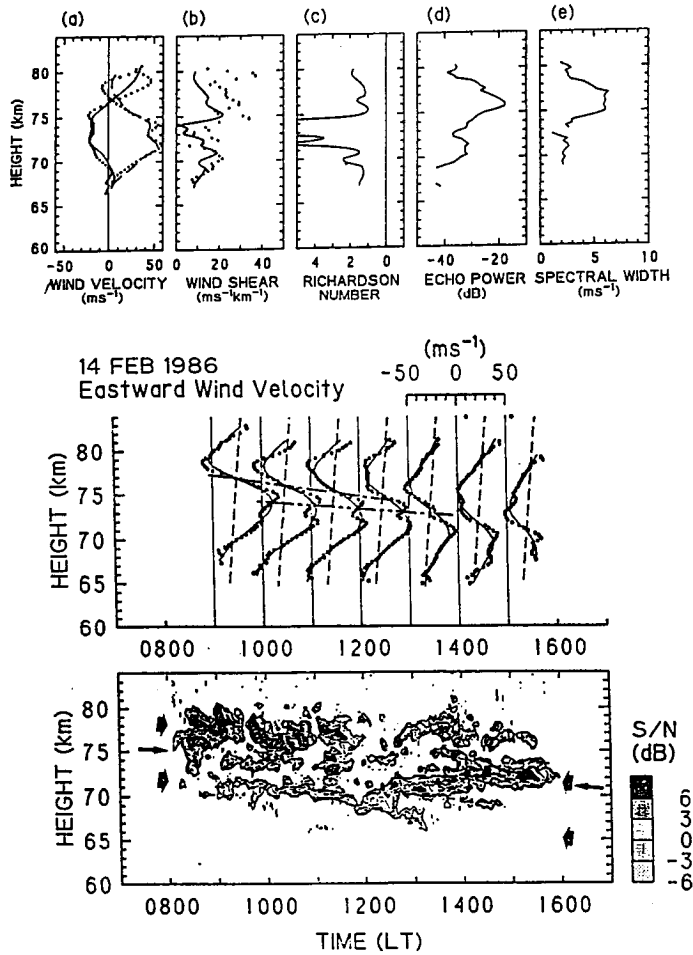 (a) (b) (c) (d) (e)
HEIGHT (km)
80
75
70
65
60
-50 0 50
WIND VELOCITY
(ms⁻¹)
0 20 40
WIND SHEAR
(ms⁻¹km⁻¹)
4 2 0
RICHARDSON
NUMBER
-40 -20
ECHO POWER
(dB)
0 5 10
SPECTRAL WIDTH
(ms⁻¹)
14 FEB 1986
Eastward Wind Velocity
(ms⁻¹)
-50 0 50
HEIGHT (km)
80
75
70
65
60
0800 1000 1200 1400 1600
HEIGHT (km)
80
75
70
65
60
0800 1000 1200 1400 1600
TIME (LT)
S/N
(dB)
6
3
0
-3
-6